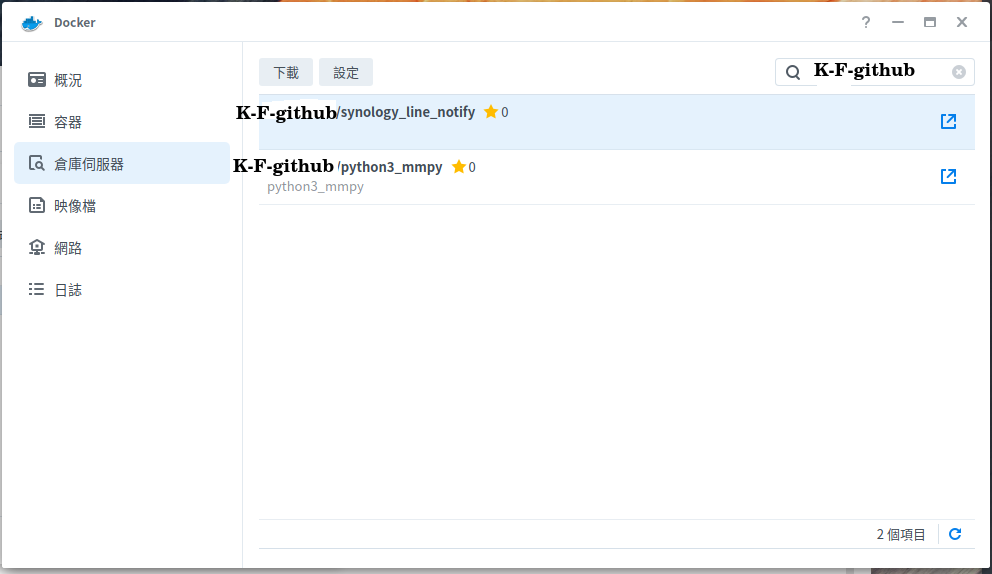 Docker
概況
容器
倉庫伺服器
映像檔
網路
日誌
下載 設定 K-F-github
K-F-github/synology_line_notify 0
K-F-github/python3_mmpy 0
python3_mmpy
2 個項目